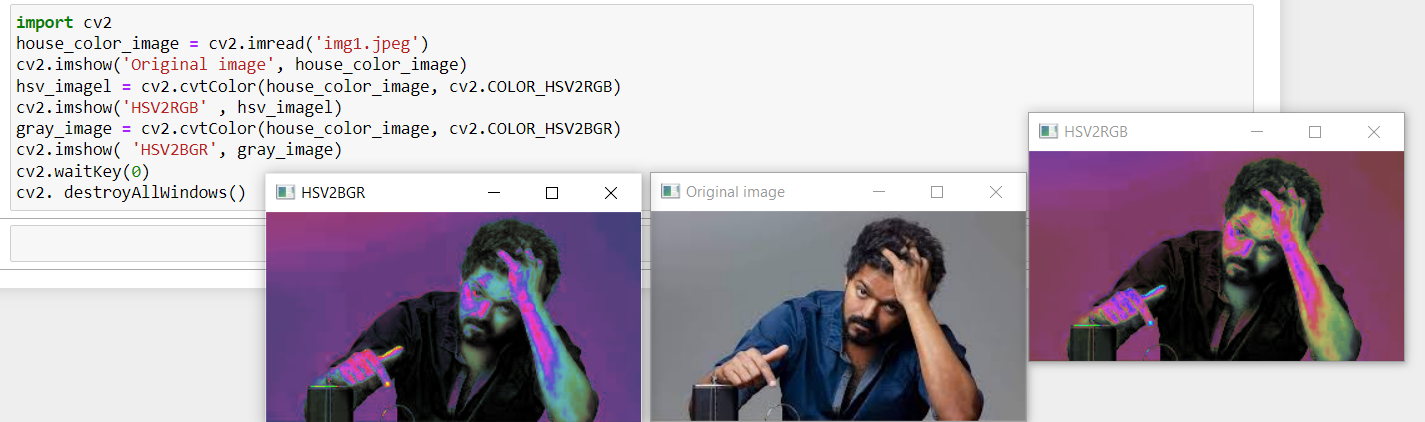 import cv2
house_color_image = cv2.imread('img1.jpeg')
cv2.imshow('Original image', house_color_image)
hsv_imagel = cv2.cvtColor(house_color_image, cv2.COLOR_HSV2RGB)
cv2.imshow('HSV2RGB' , hsv_imagel)
gray_image = cv2.cvtColor(house_color_image, cv2.COLOR_HSV2BGR)
cv2.imshow( 'HSV2BGR', gray_image)
cv2.waitKey(0)
cv2. destroyAllWindows()
HSV2BGR
Original image
HSV2RGB